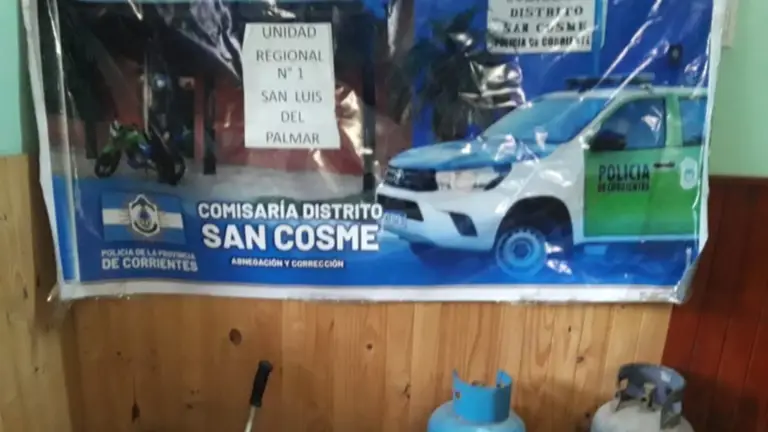 UNIDAD
REGIONAL
N° 1
SAN LUIS
DEL
PALMAR
DISTRITO
SAN COSME
POLICIA DE CORRIENTES
POLICÍA
DE CORRIENTES
COMISARÍA DISTRITO
SAN COSME
ABNEGACIÓN Y CORRECCIÓN
POLICIA DE LA PROVINCIA
DE CORRIENTES